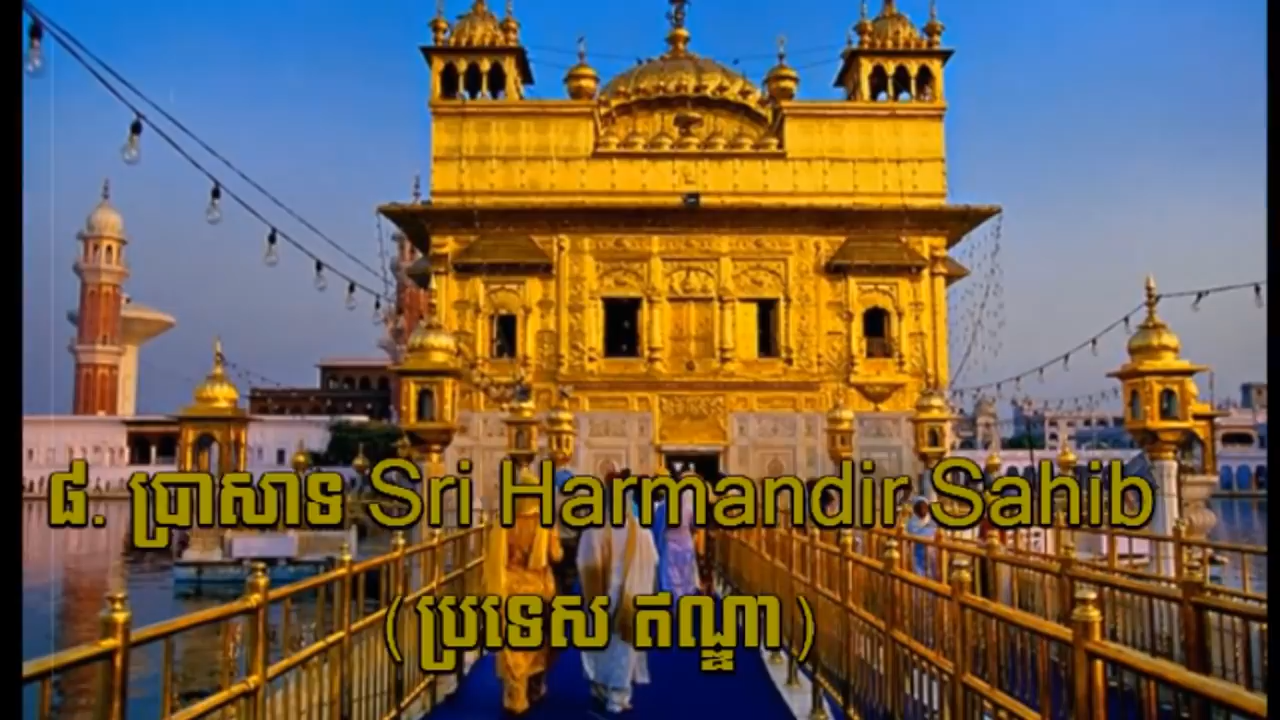 ៨. ប្រាសាទ Sri Harmandir Sahib
(ប្រទេស ឥណ្ឌា)